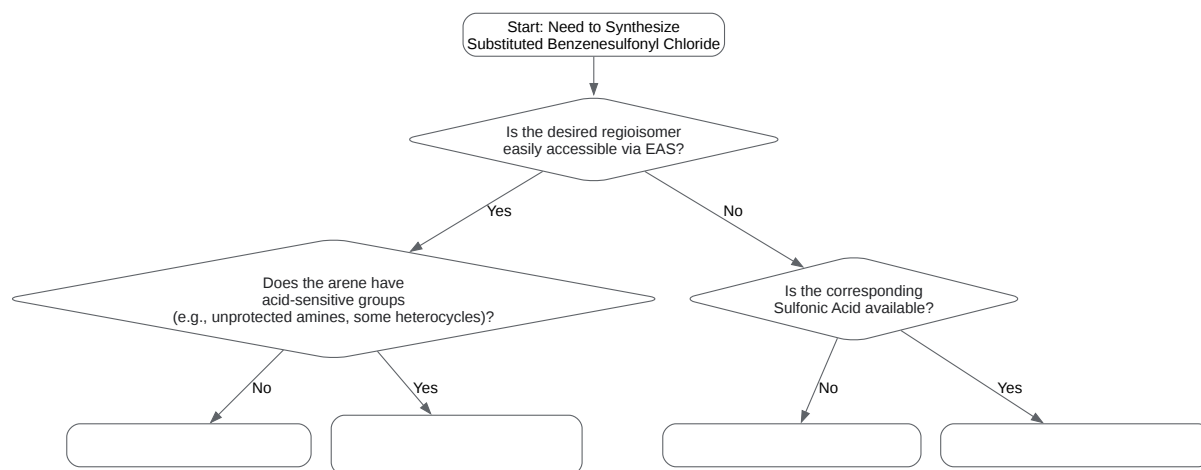 Start: Need to Synthesize
Substituted Benzenesulfonyl Chloride
Is the desired regioisomer
easily accessible via EAS?
Yes
No
Does the arene have
acid-sensitive groups
(e.g., unprotected amines, some heterocycles)?
Is the corresponding
Sulfonic Acid available?
No
Yes
No
Yes